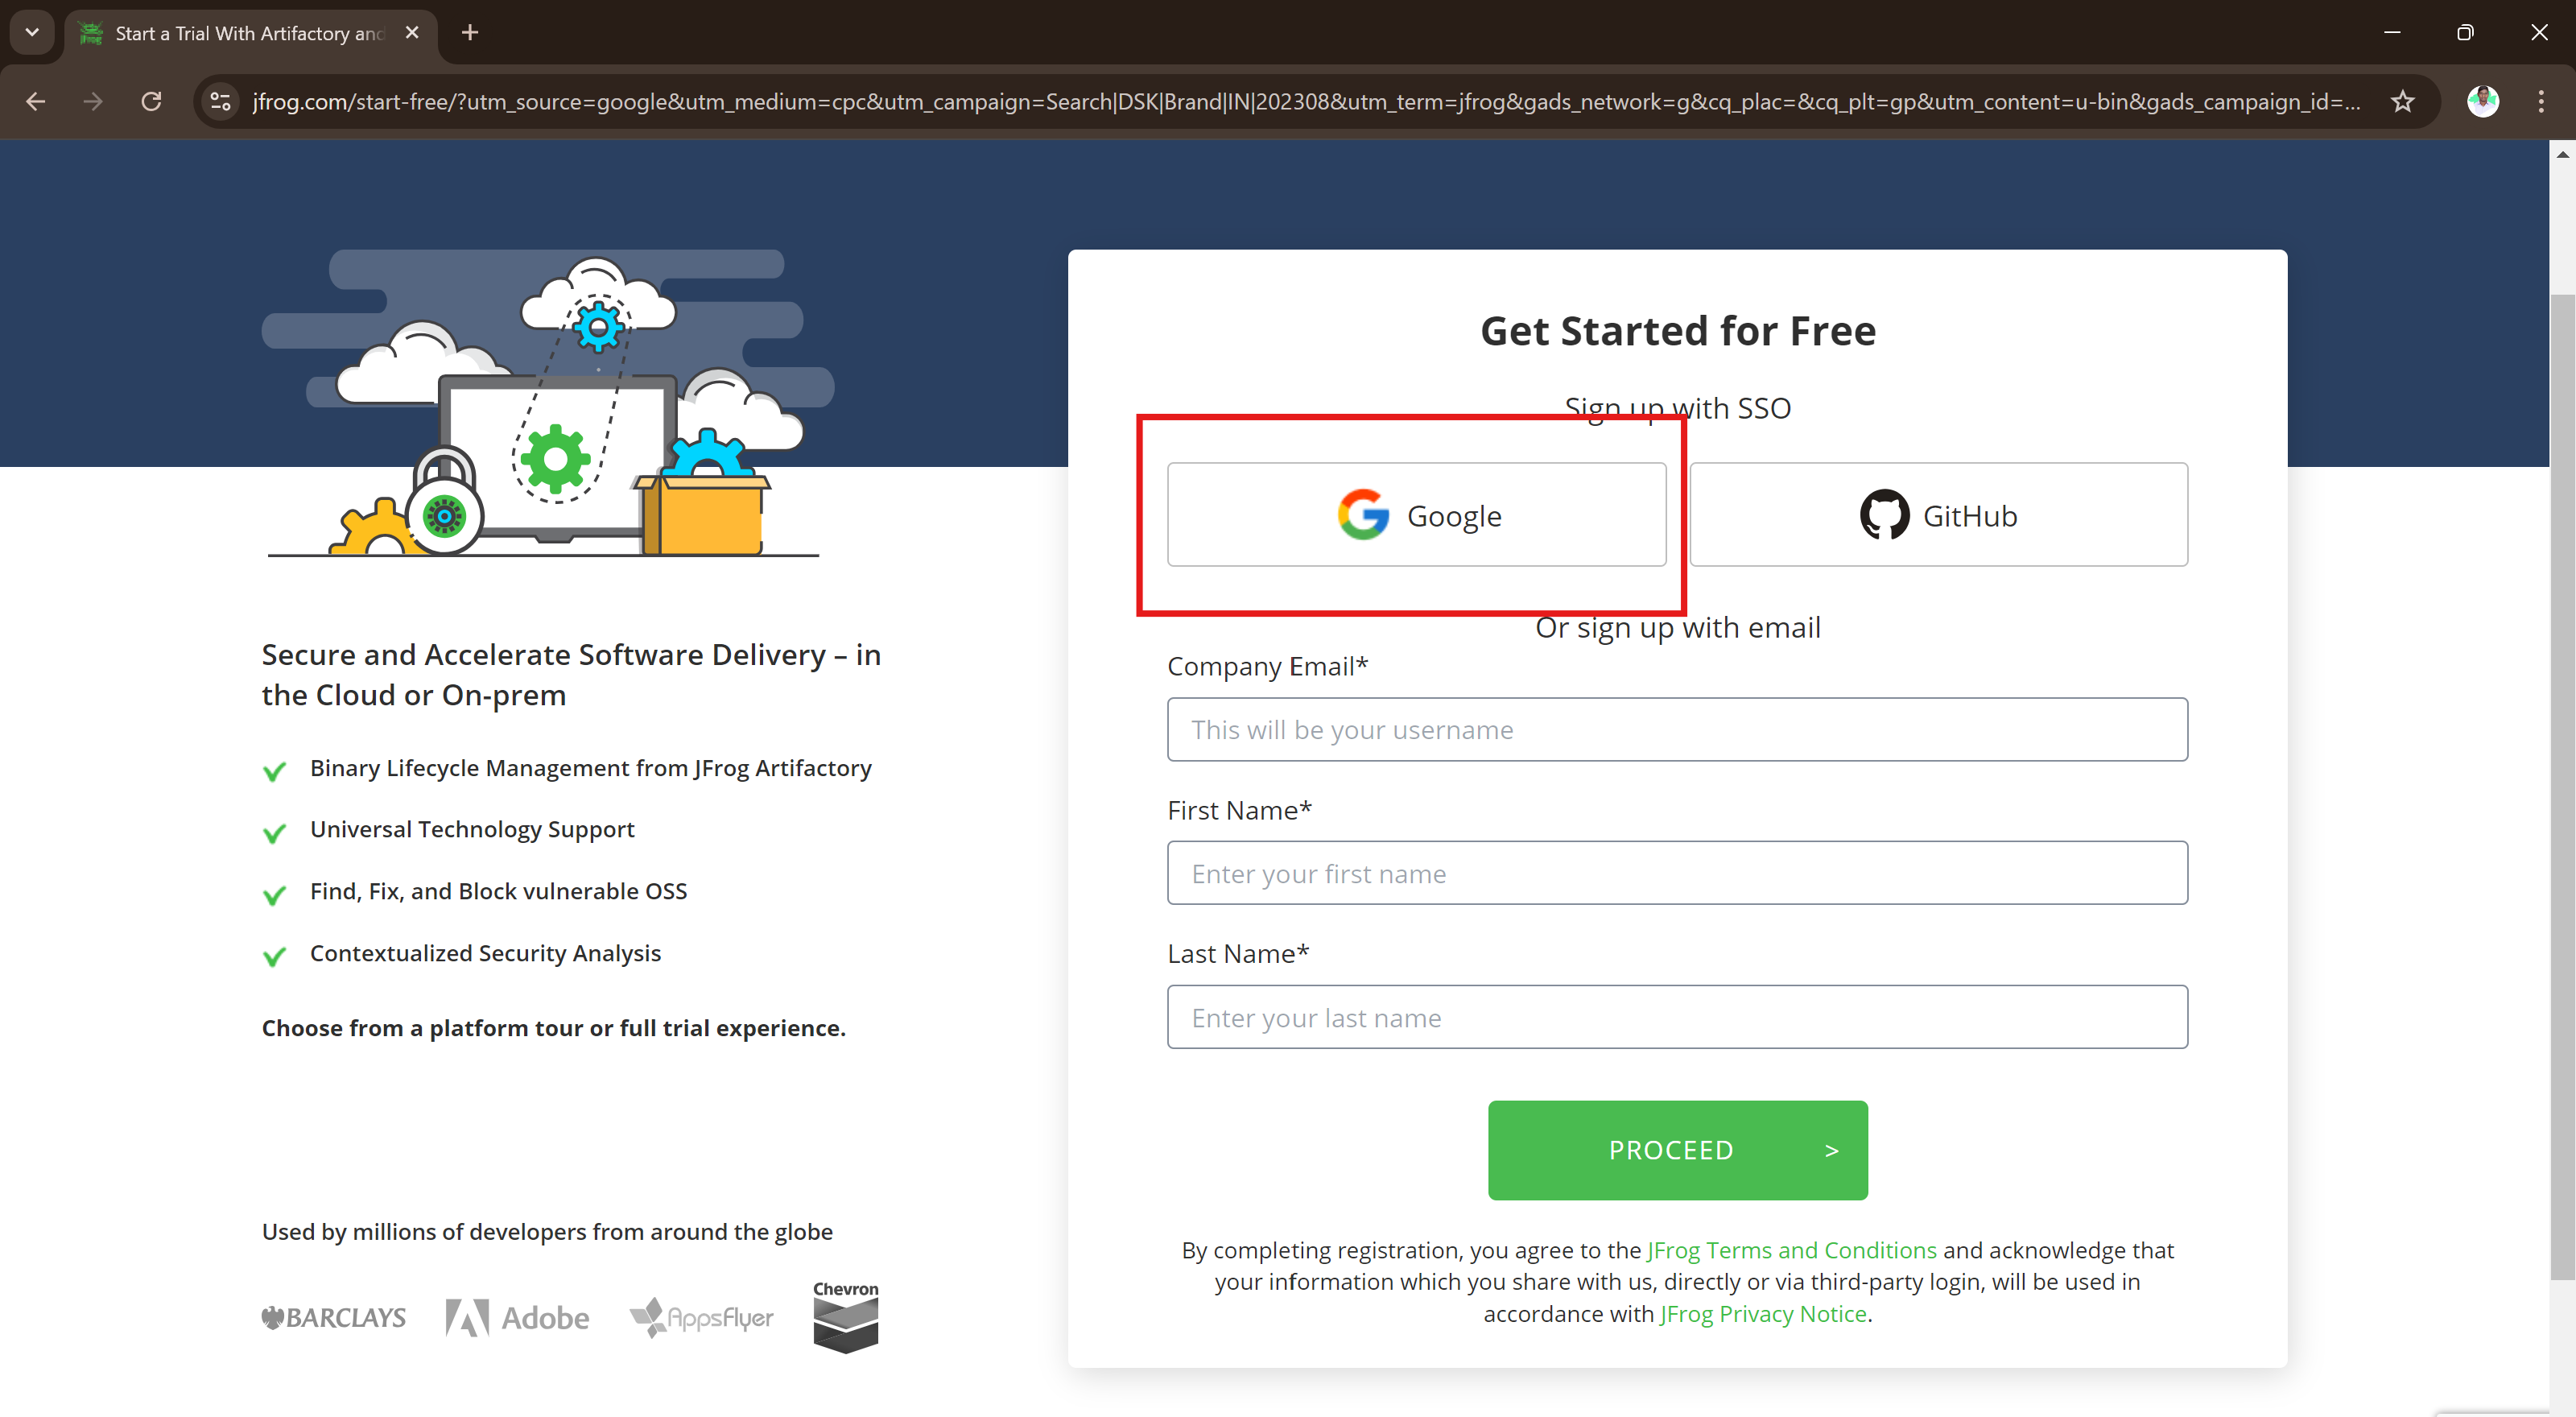 Start a Trial With Artifactory and
jfrog.com/start-free/?utm_source=google&utm_medium=cpc&utm_campaign=Search|DSK|Brand|IN|202308&utm_term=jfrog&gads_network=g&cq_plac=&cq_plt=gp&utm_content=u-bin&gads_campaign_id=...
Secure and Accelerate Software Delivery – in
the Cloud or On-prem
Binary Lifecycle Management from JFrog Artifactory
Universal Technology Support
Find, Fix, and Block vulnerable OSS
Contextualized Security Analysis
Choose from a platform tour or full trial experience.
Used by millions of developers from around the globe
BARCLAYS
Adobe
AppsFlyer
Chevron
Get Started for Free
Sign up with SSO
Google
GitHub
Or sign up with email
Company Email*
This will be your username
First Name*
Enter your first name
Last Name*
Enter your last name
PROCEED >
By completing registration, you agree to the JFrog Terms and Conditions and acknowledge that
your information which you share with us, directly or via third-party login, will be used in
accordance with JFrog Privacy Notice.